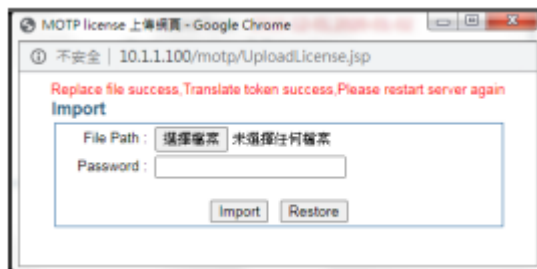 MOTP license 上傳網頁 - Google Chrome
不安全 | 10.1.1.100/motp/UploadLicense.jsp
Replace file success,Translate token success,Please restart server again
Import
File Path : 選擇檔案 未選擇任何檔案
Password :
Import Restore